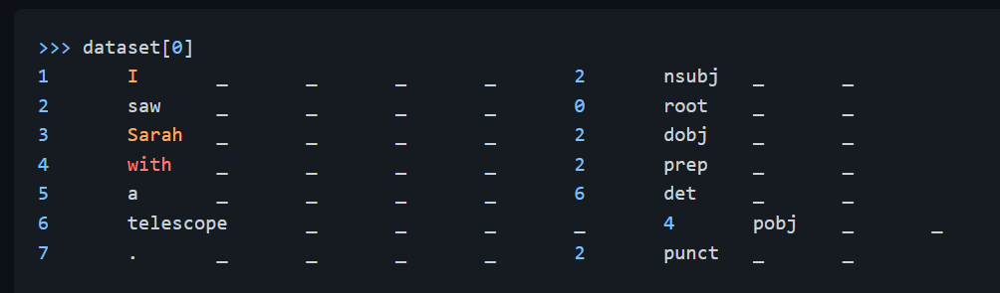 >>> dataset[0]
1	I	_	_	_	_	2	nsubj	_	_
2	saw	_	_	_	_	0	root	_	_
3	Sarah	_	_	_	_	2	dobj	_	_
4	with	_	_	_	_	2	prep	_	_
5	a	_	_	_	_	6	det	_	_
6	telescope	_	_	_	_	4	pobj	_	_
7	.	_	_	_	_	2	punct	_	_